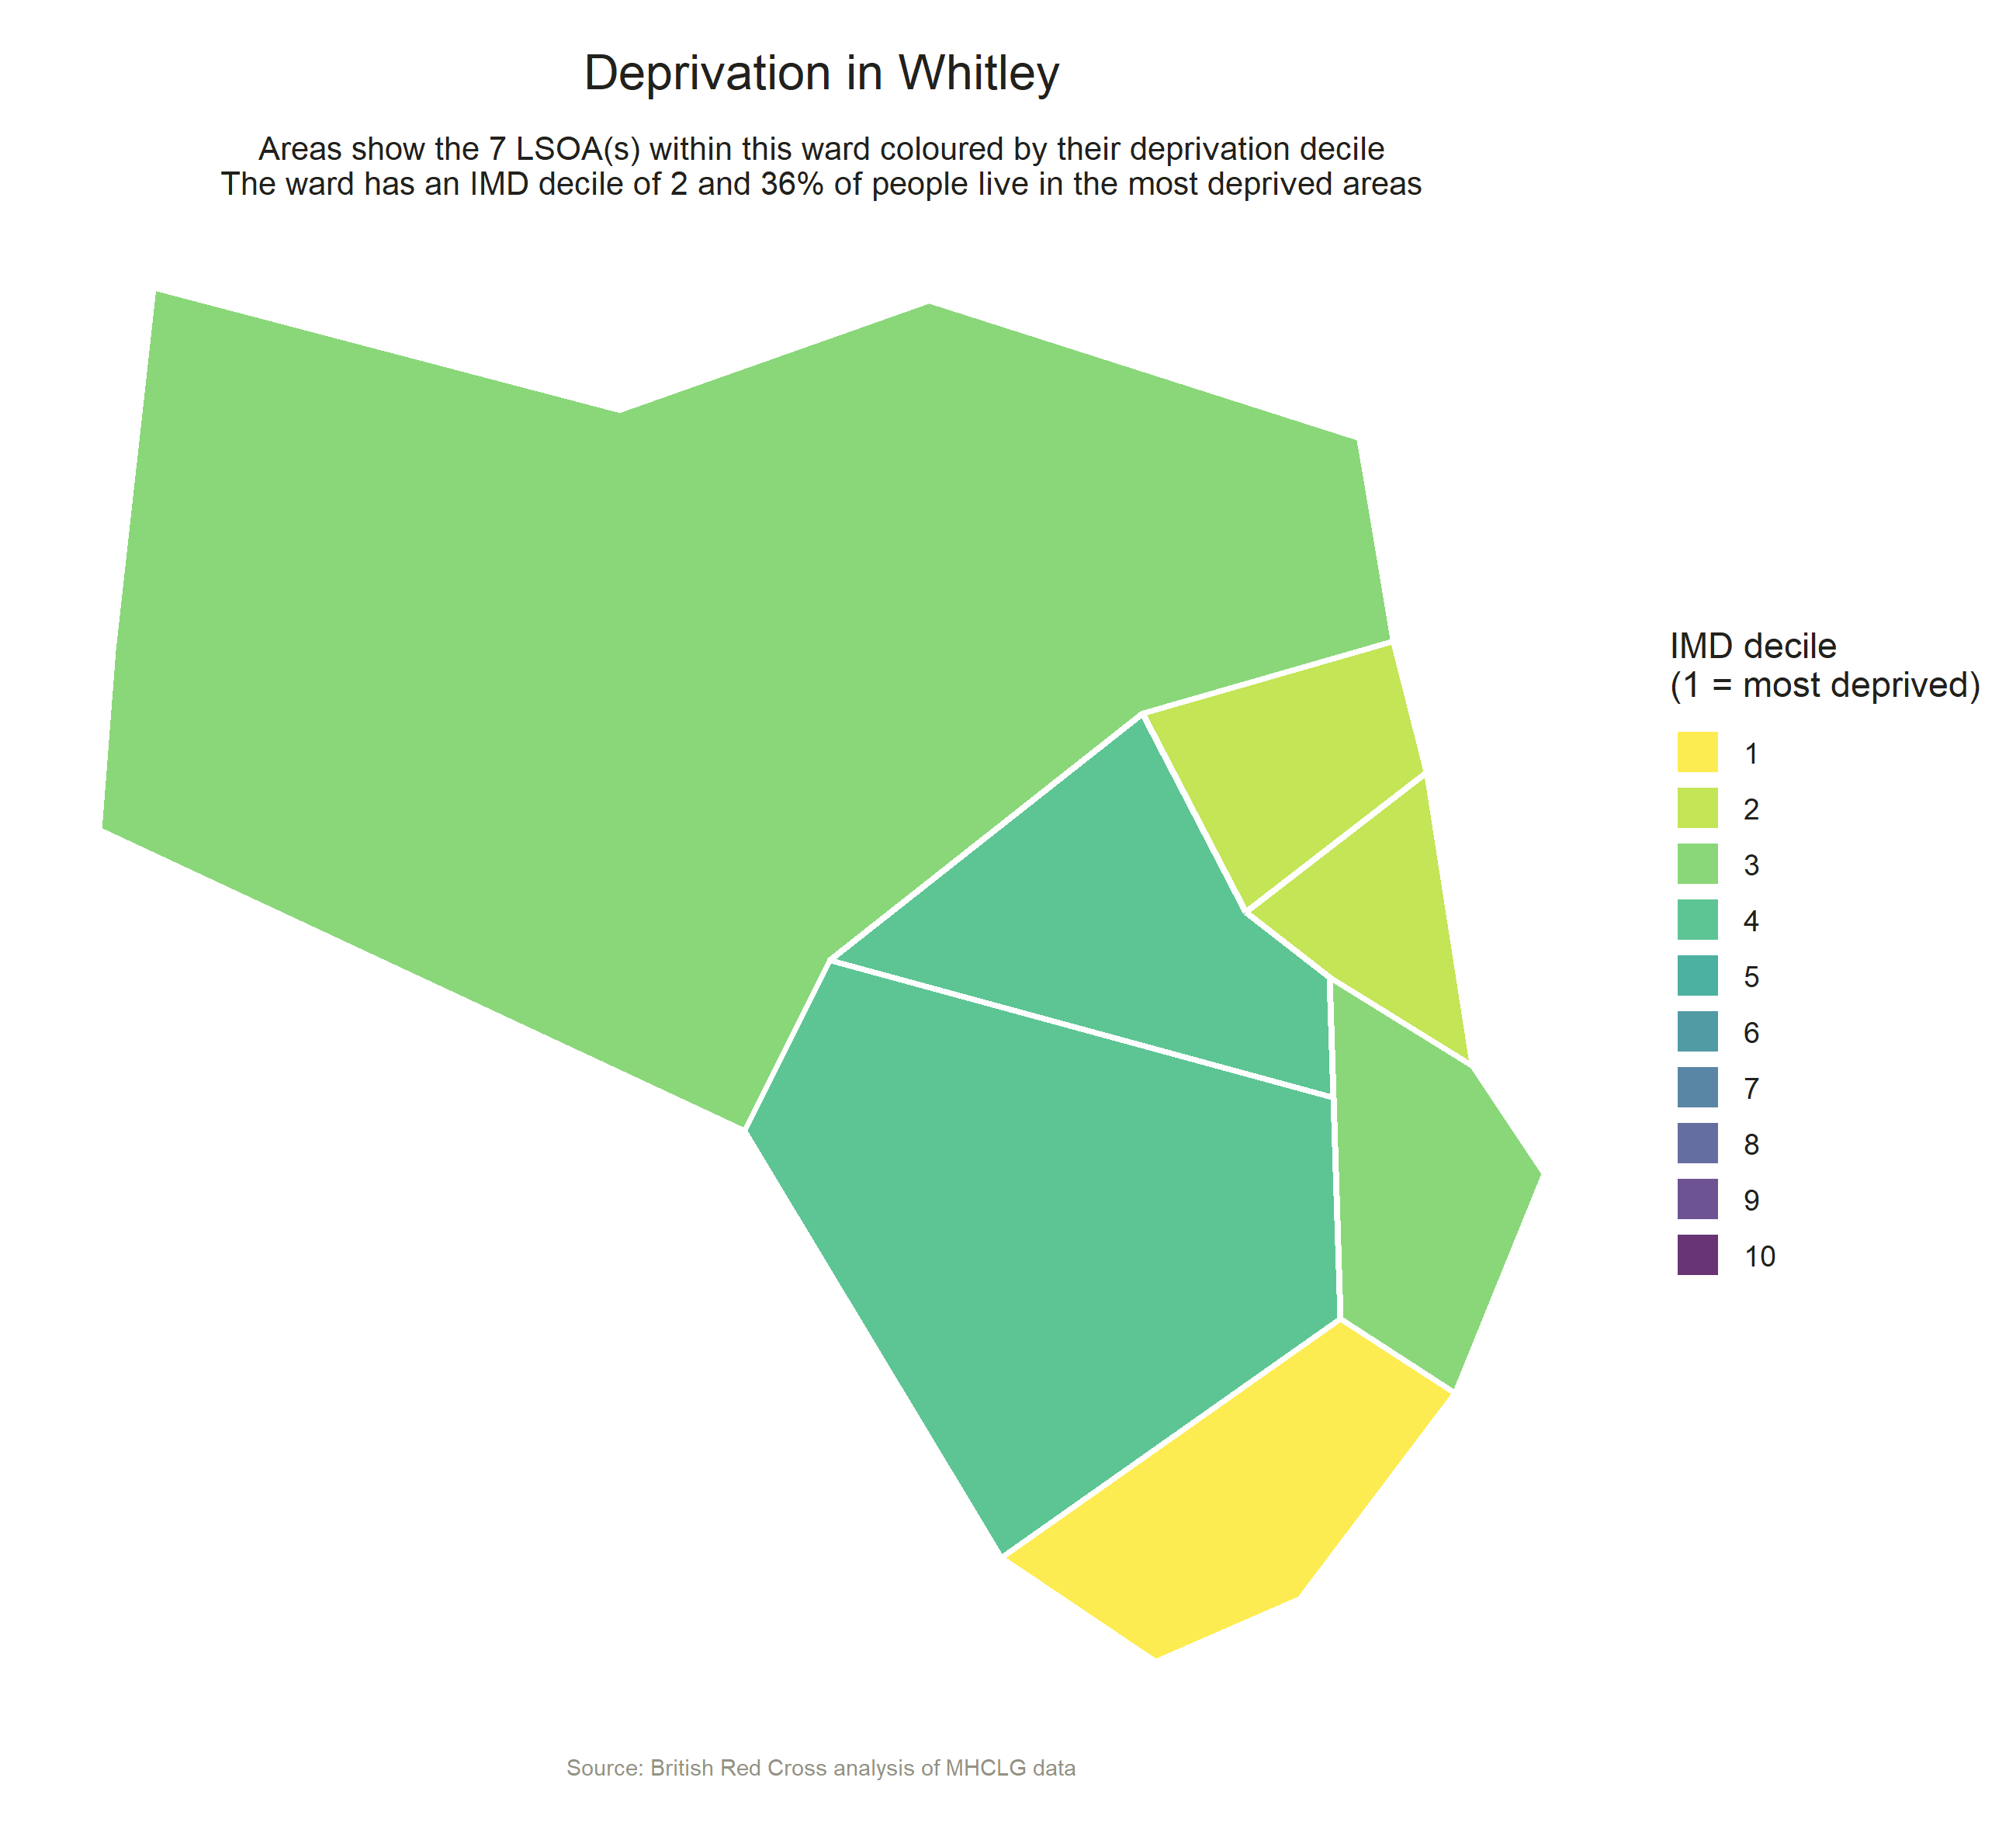 Deprivation in Whitley
Areas show the 7 LSOA(s) within this ward coloured by their deprivation decile
The ward has an IMD decile of 2 and 36% of people live in the most deprived areas
IMD decile
(1 = most deprived)
1
2
3
4
5
6
7
8
9
10
Source: British Red Cross analysis of MHCLG data